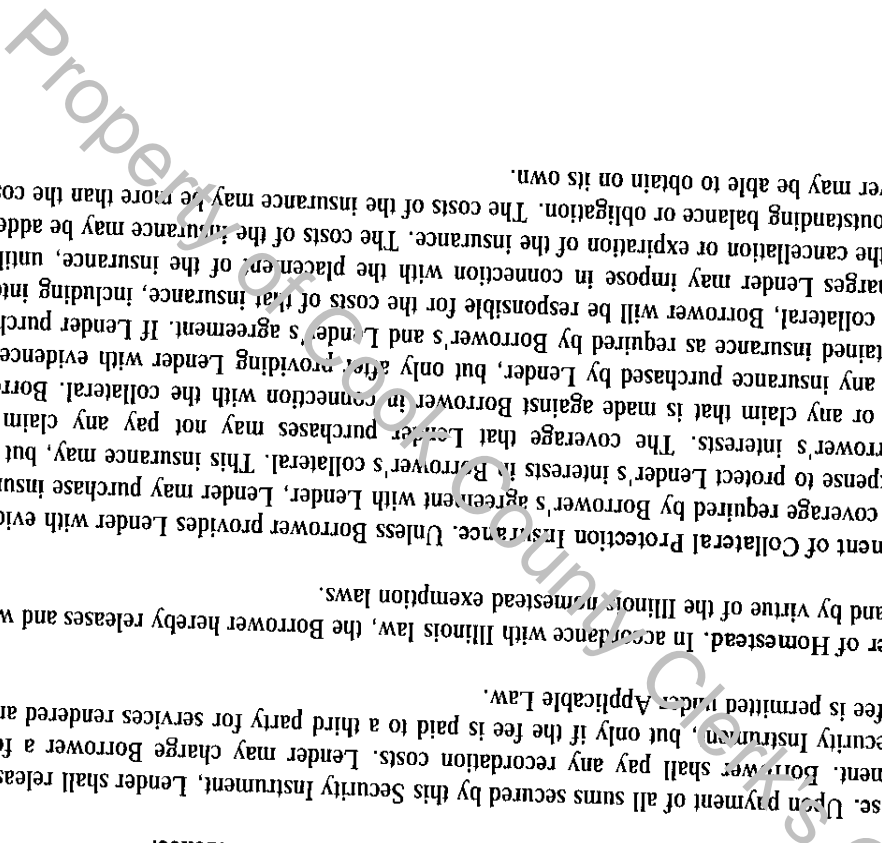 se. Upon payment of all sums secured by this Security Instrument, Lender shall releas
ment. Borrower shall pay any recordation costs. Lender may charge Borrower a fe
ecurity Instrument, but only if the fee is paid to a third party for services rendered an
fee is permitted under Applicable Law.
er of Homestead. In accordance with Illinois law, the Borrower hereby releases and w
and by virtue of the Illinois homestead exemption laws.
ment of Collateral Protection Insurance. Unless Borrower provides Lender with evid
coverage required by Borrower's agreement with Lender, Lender may purchase insur
pense to protect Lender's interests in Borrower's collateral. This insurance may, but
rrower's interests. The coverage that Lender purchases may not pay any claim
or any claim that is made against Borrower in connection with the collateral. Borr
any insurance purchased by Lender, but only after providing Lender with evidence
tained insurance as required by Borrower's and Lender's agreement. If Lender purch
collateral, Borrower will be responsible for the costs of that insurance, including inte
harges Lender may impose in connection with the placement of the insurance, until
the cancellation or expiration of the insurance. The costs of the insurance may be adde
outstanding balance or obligation. The costs of the insurance may be more than the cos
wer may be able to obtain on its own.
Property of Cook County Clerk's